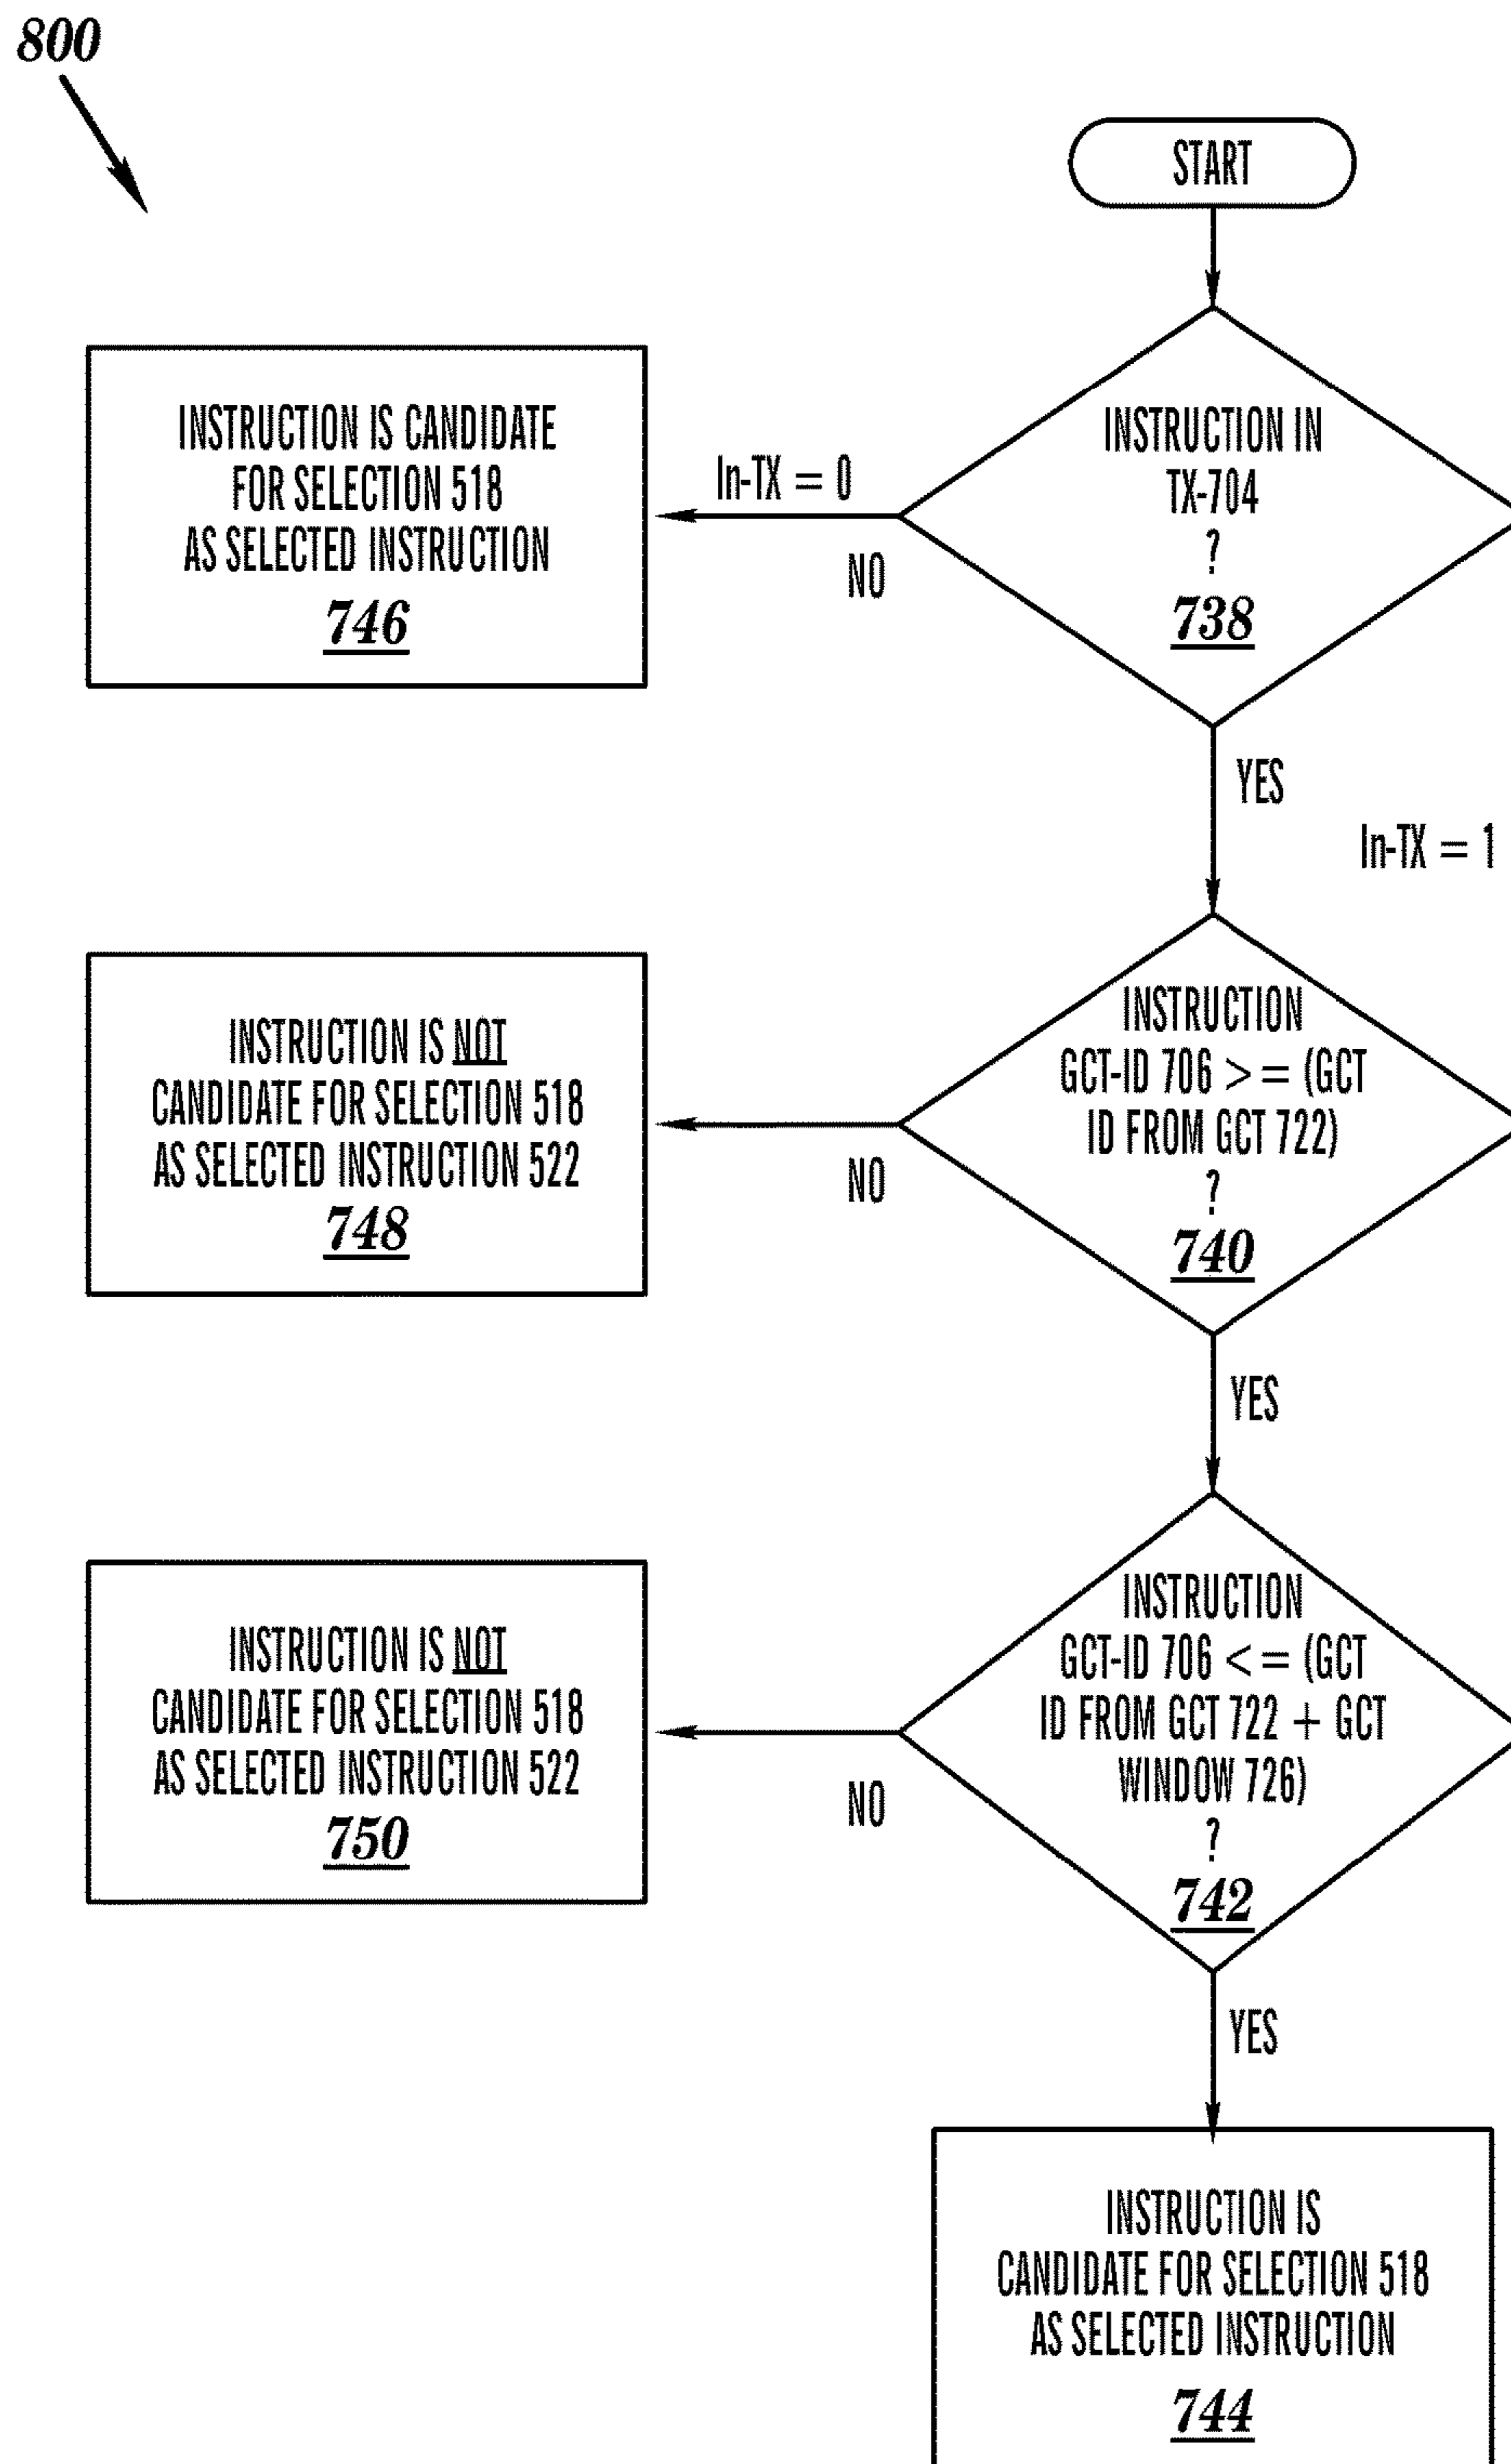 800
START
INSTRUCTION IN
TX-704
?
738
In-TX = 0
NO
INSTRUCTION IS CANDIDATE
FOR SELECTION 518
AS SELECTED INSTRUCTION
746
YES
In-TX = 1
INSTRUCTION
GCT-ID 706 >= (GCT
ID FROM GCT 722)
?
740
NO
INSTRUCTION IS NOT
CANDIDATE FOR SELECTION 518
AS SELECTED INSTRUCTION 522
748
YES
INSTRUCTION
GCT-ID 706 <= (GCT
ID FROM GCT 722 + GCT
WINDOW 726)
?
742
NO
INSTRUCTION IS NOT
CANDIDATE FOR SELECTION 518
AS SELECTED INSTRUCTION 522
750
YES
INSTRUCTION IS
CANDIDATE FOR SELECTION 518
AS SELECTED INSTRUCTION
744